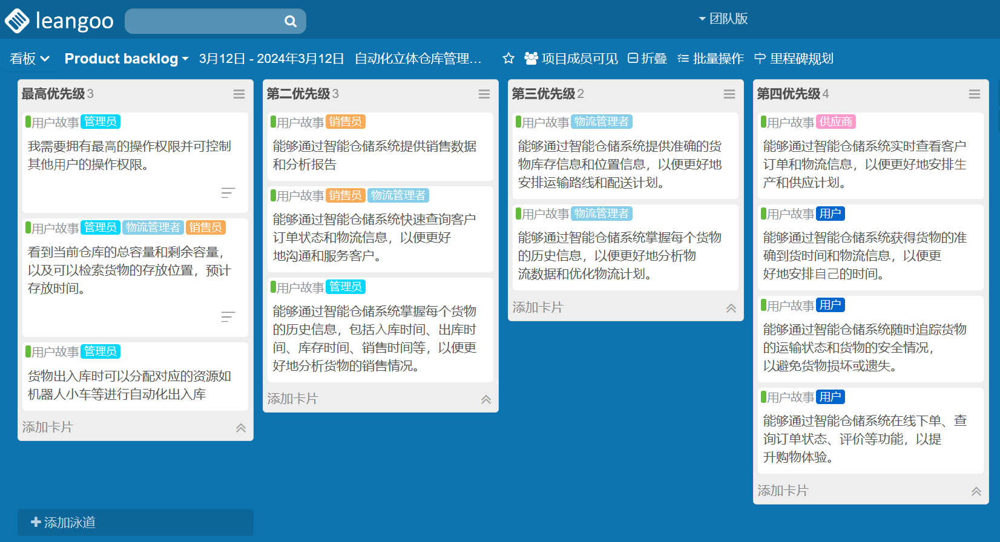 leangoo
团队版
看板 Product backlog 3月12日 - 2024年3月12日 自动化立体仓库管理… 项目成员可见 折叠 批量操作 里程碑规划
最高优先级 3
用户故事 管理员
我需要拥有最高的操作权限并可控制
其他用户的操作权限。
用户故事 管理员 物流管理者 销售员
看到当前仓库的总容量和剩余容量，
以及可以检索货物的存放位置，预计
存放时间。
用户故事 管理员
货物出入库时可以分配对应的资源如
机器人小车等进行自动化出入库
添加卡片
第二优先级 3
用户故事 销售员
能够通过智能仓储系统提供销售数据
和分析报告
用户故事 销售员 物流管理者
能够通过智能仓储系统快速查询客户
订单状态和物流信息，以便更好
地沟通和服务客户。
用户故事 管理员
能够通过智能仓储系统掌握每个货物
的历史信息，包括入库时间、出库时
间、库存时间、销售时间等，以便更
好地分析货物的销售情况。
添加卡片
第三优先级 2
用户故事 物流管理者
能够通过智能仓储系统提供准确的货
物库存信息和位置信息，以便更好地
安排运输路线和配送计划。
用户故事 物流管理者
能够通过智能仓储系统掌握每个货物
的历史信息，以便更好地分析物
流数据和优化物流计划。
添加卡片
第四优先级 4
用户故事 供应商
能够通过智能仓储系统实时查看客户
订单和物流信息，以便更好地安排生
产和供应计划。
用户故事 用户
能够通过智能仓储系统获得货物的准
确到货时间和物流信息，以便更
好地安排自己的时间。
用户故事 用户
能够通过智能仓储系统随时追踪货物
的运输状态和货物的安全情况，
以避免货物损坏或遗失。
用户故事 用户
能够通过智能仓储系统在线下单、查
询订单状态、评价等功能，以提
升购物体验。
添加卡片
添加泳道